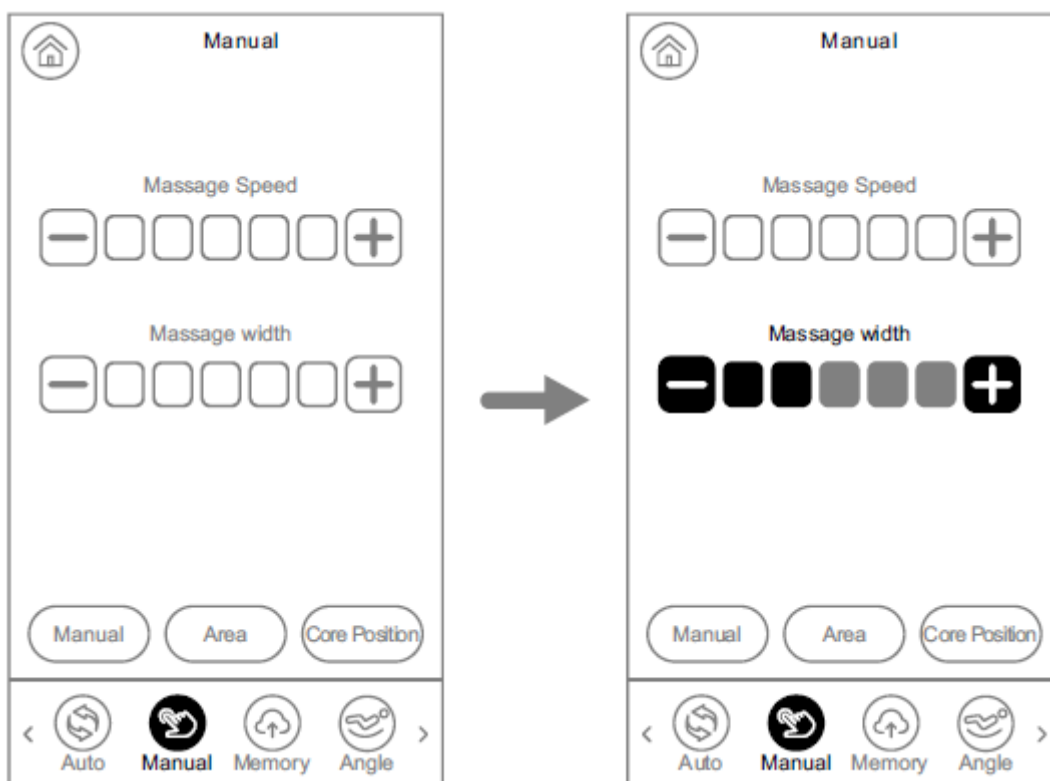 Manual
Massage Speed
Massage width
Manual Area Core Position
Auto Manual Memory Angle
Manual
Massage Speed
Massage width
Manual Area Core Position
Auto Manual Memory Angle